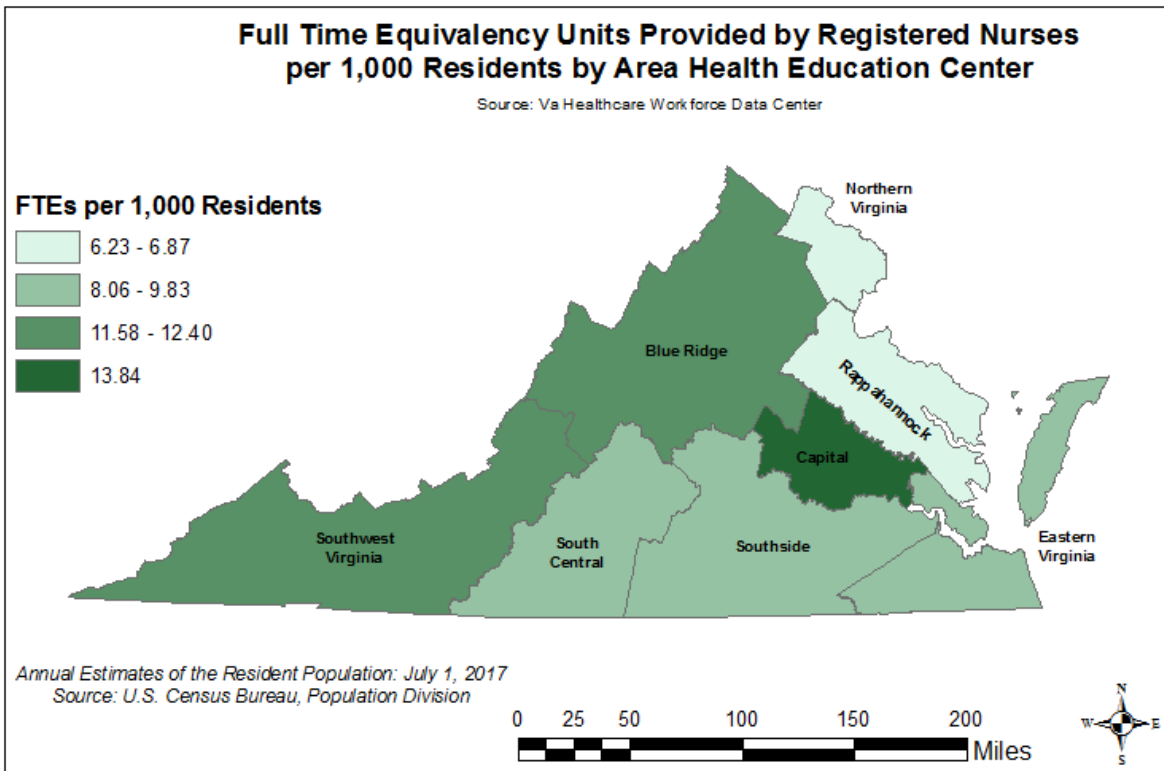 Full Time Equivalency Units Provided by Registered Nurses
per 1,000 Residents by Area Health Education Center
Source: Va Healthcare Workforce Data Center
FTEs per 1,000 Residents
6.23 - 6.87
8.06 - 9.83
11.58 - 12.40
13.84
Northern
Virginia
Blue Ridge
Rappahannock
Capital
Southwest
Virginia
South
Central
Southside
Eastern
Virginia
Annual Estimates of the Resident Population: July 1, 2017
Source: U.S. Census Bureau, Population Division
0 25 50 100 150 200
Miles
N
W E
S